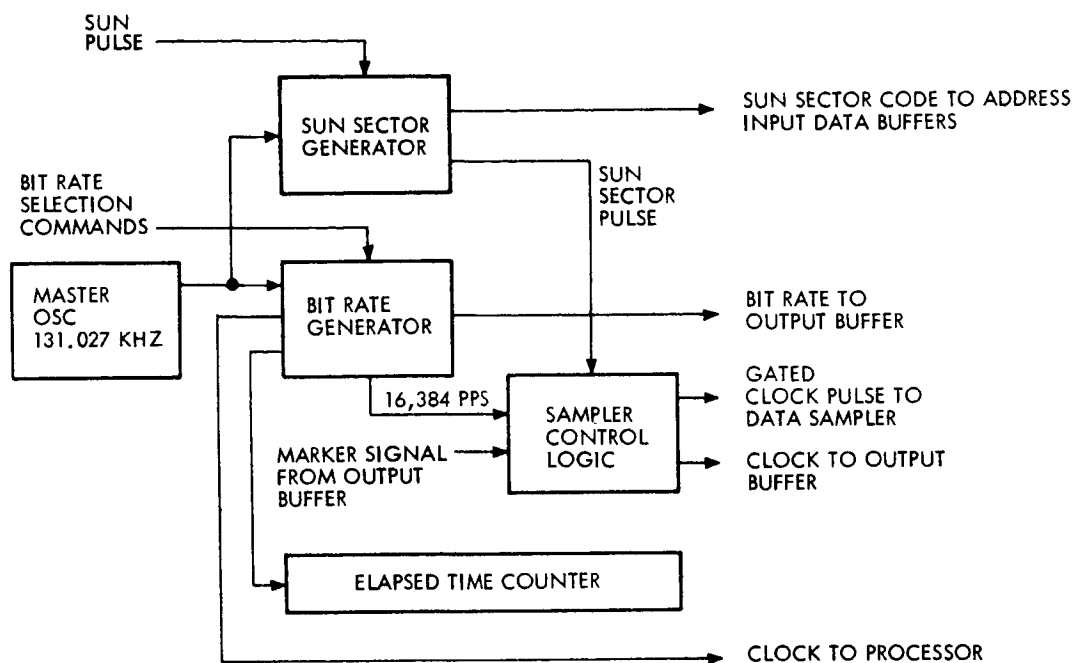 SUN
PULSE
SUN SECTOR
GENERATOR
SUN SECTOR CODE TO ADDRESS
INPUT DATA BUFFERS
SUN
SECTOR
PULSE
BIT RATE
SELECTION
COMMANDS
MASTER
OSC
131.027 KHZ
BIT RATE
GENERATOR
BIT RATE TO
OUTPUT BUFFER
16,384 PPS
SAMPLER
CONTROL
LOGIC
GATED
CLOCK PULSE TO
DATA SAMPLER
MARKER SIGNAL
FROM OUTPUT
BUFFER
CLOCK TO OUTPUT
BUFFER
ELAPSED TIME COUNTER
CLOCK TO PROCESSOR